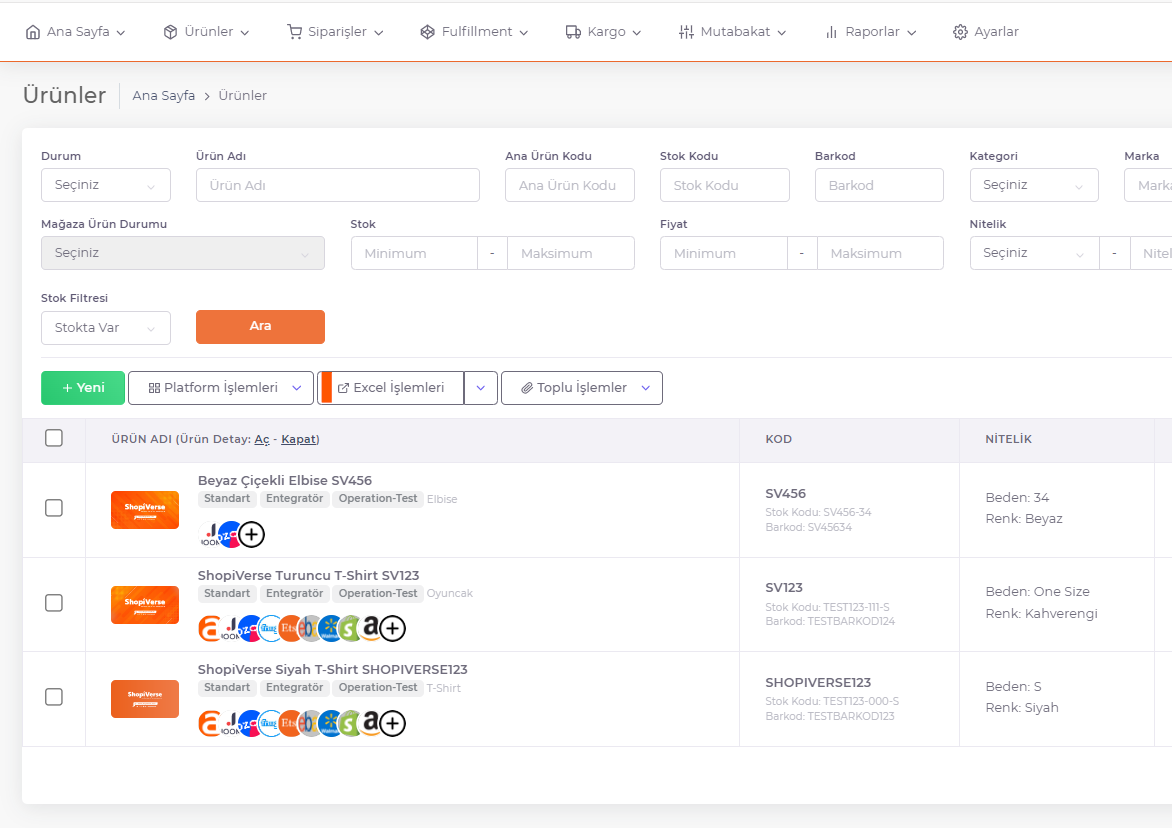 Ana Sayfa Ürünler Siparişler Fulfillment Kargo Mutabakat Raporlar Ayarlar
Ürünler Ana Sayfa > Ürünler
Durum Ürün Adı Ana Ürün Kodu Stok Kodu Barkod Kategori Marka
Seçiniz Ürün Adı Ana Ürün Kodu Stok Kodu Barkod Seçiniz
Mağaza Ürün Durumu Stok Fiyat Nitelik
Seçiniz Minimum - Maksimum Minimum - Maksimum Seçiniz -
Stok Filtresi
Stokta Var Ara
+ Yeni Platform İşlemleri Excel İşlemleri Toplu İşlemler
ÜRÜN ADI (Ürün Detay: Aç - Kapat) KOD NİTELİK
Beyaz Çiçekli Elbise SV456
Standart Entegratör Operation-Test Elbise
ShopiVerse
SV456
Stok Kodu: SV456-34
Barkod: SV45634
Beden: 34
Renk: Beyaz
ShopiVerse Turuncu T-Shirt SV123
Standart Entegratör Operation-Test Oyuncak
ShopiVerse
SV123
Stok Kodu: TEST123-111-S
Barkod: TESTBARKOD124
Beden: One Size
Renk: Kahverengi
ShopiVerse Siyah T-Shirt SHOPIVERSE123
Standart Entegratör Operation-Test T-Shirt
ShopiVerse
SHOPIVERSE123
Stok Kodu: TEST123-000-S
Barkod: TESTBARKOD123
Beden: S
Renk: Siyah